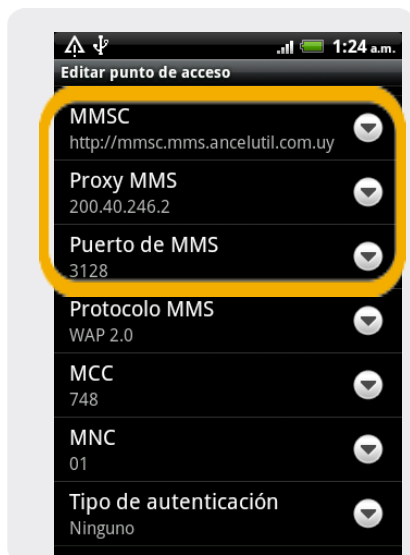 1:24 a.m.
Editar punto de acceso
MMSC
http://mmsc.mms.ancelutil.com.uy
Proxy MMS
200.40.246.2
Puerto de MMS
3128
Protocolo MMS
WAP 2.0
MCC
748
MNC
01
Tipo de autenticación
Ninguno